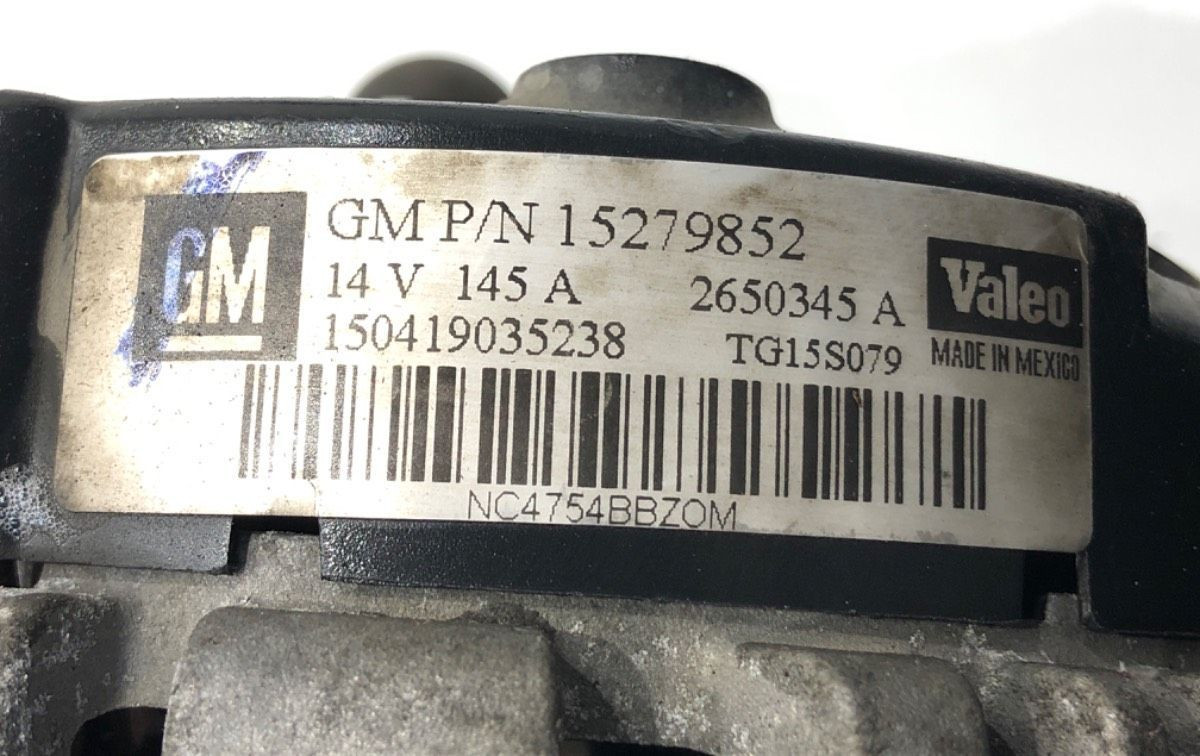 GM
GM P/N 15279852
14 V 145 A 2650345 A
150419035238 TG15S079
Valeo
MADE IN MEXICO
NC4754BBZOM